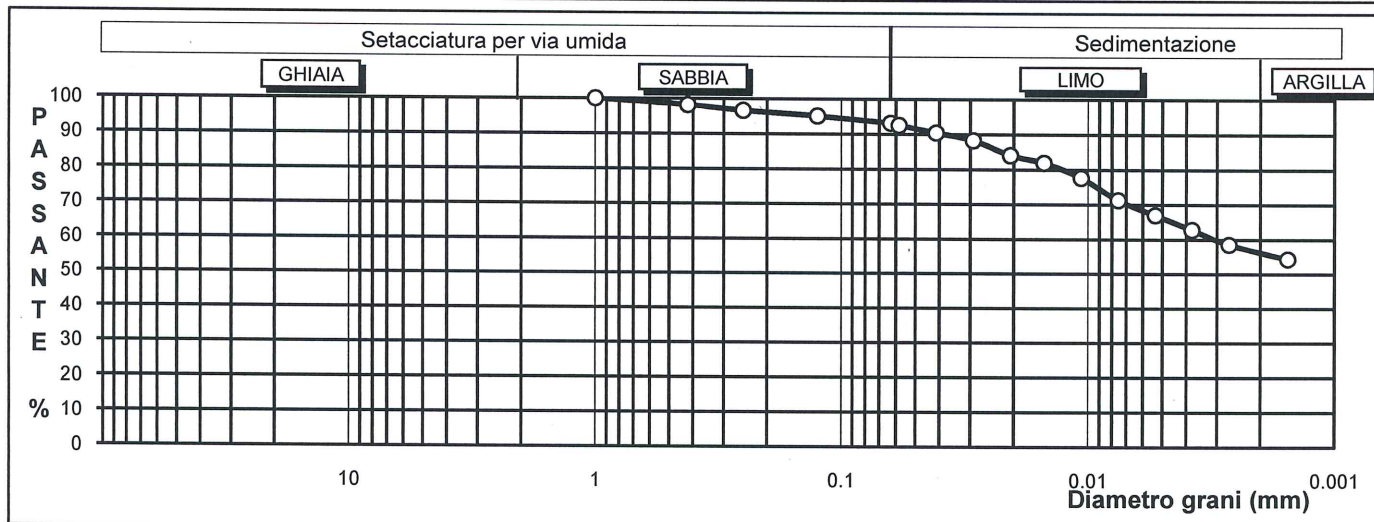 Setacciatura per via umida Sedimentazione
GHIAIA SABBIA LIMO ARGILLA
PASSANTE %
100
90
80
70
60
50
40
30
20
10
0
10 1 0.1 0.01 0.001
Diametro grani (mm)